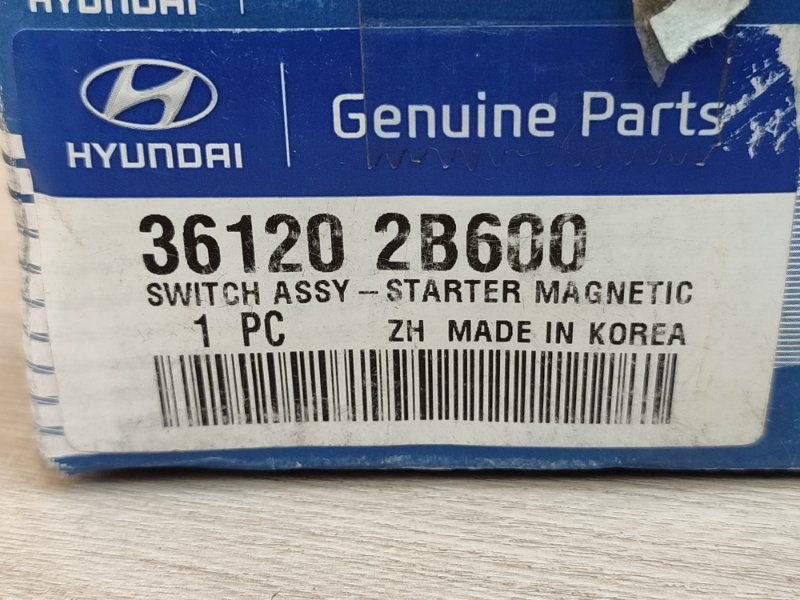 HYUNDAI
HYUNDAI
Genuine Parts
36120 2B600
SWITCH ASSY - STARTER MAGNETIC
1 PC ZH MADE IN KOREA